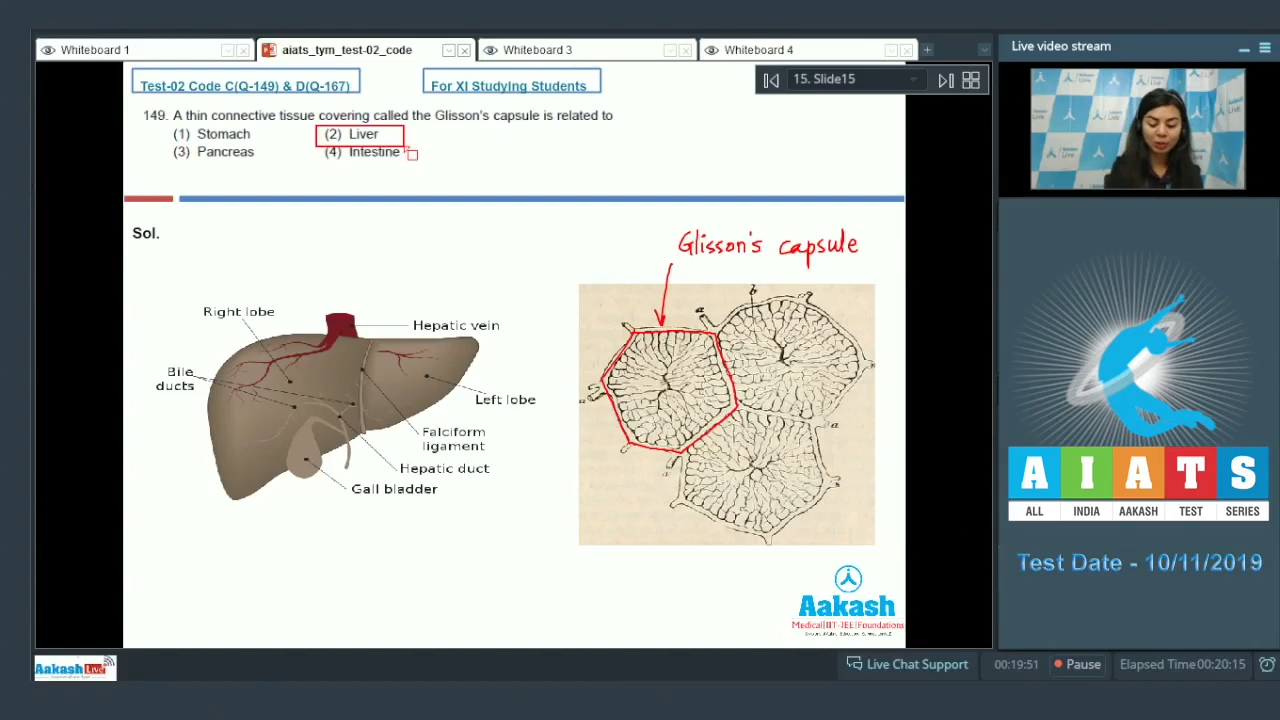 Whiteboard 1
aiats_tym_test-02_code
Whiteboard 3
Whiteboard 4
Live video stream
15. Slide15
Test-02 Code C(Q-149) & D(Q-167)
For XI Studying Students
149. A thin connective tissue covering called the Glisson's capsule is related to
(1) Stomach
(2) Liver
(3) Pancreas
(4) Intestine
Sol.
Glisson's capsule
Right lobe
Hepatic vein
Bile
ducts
Left lobe
Falciform
ligament
Hepatic duct
Gall bladder
a
b
a
a
A I A T S
ALL INDIA AAKASH TEST SERIES
Test Date - 10/11/2019
Aakash
Medical|IIT-JEE|Foundations
Aakash Live
Live Chat Support
00:19:51
Pause
Elapsed Time 00:20:15